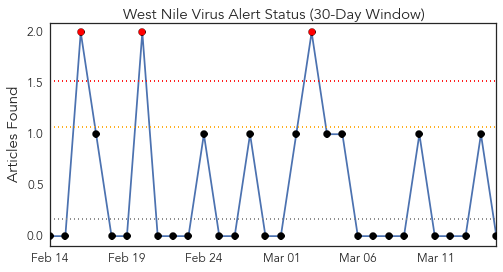 West Nile Virus Alert Status (30-Day Window)
Articles Found
2.0
1.5
1.0
0.5
0.0
Feb 14
Feb 19
Feb 24
Mar 01
Mar 06
Mar 11